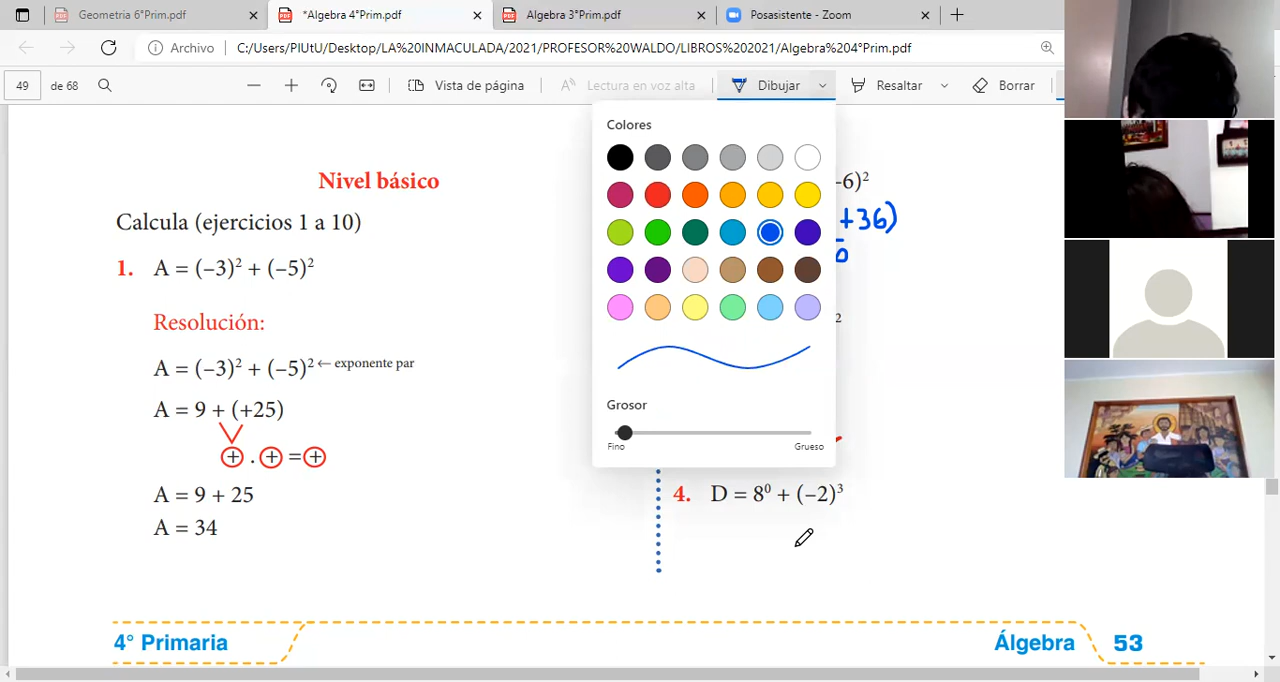 Geometria 6°Prim.pdf
*Algebra 4°Prim.pdf
Algebra 3°Prim.pdf
Posasistente - Zoom
Archivo
C:/Users/PlUtU/Desktop/LA%20INMACULADA/2021/PROFESOR%20WALDO/LIBROS%202021/Algebra%204°Prim.pdf
49 de 68
Vista de página
Lectura en voz alta
Dibujar
Resaltar
Borrar
Colores
Grosor
Fino
Grueso
Nivel básico
Calcula (ejercicios 1 a 10)
1. A = (–3)² + (–5)²
Resolución:
A = (–3)² + (–5)² ← exponente par
A = 9 + (+25)
+ . + = +
A = 9 + 25
A = 34
–6)²
+36)
2
4. D = 8⁰ + (–2)³
4° Primaria
Álgebra 53